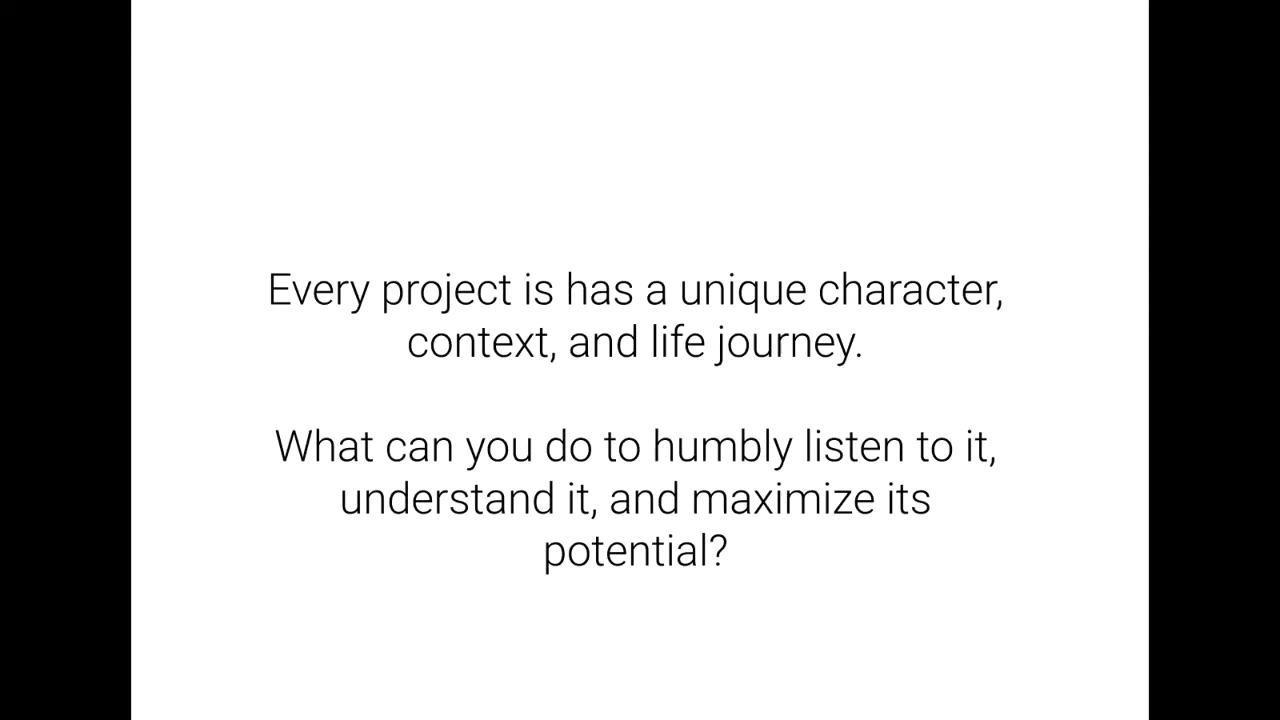 Every project is has a unique character,
context, and life journey.
What can you do to humbly listen to it,
understand it, and maximize its
potential?